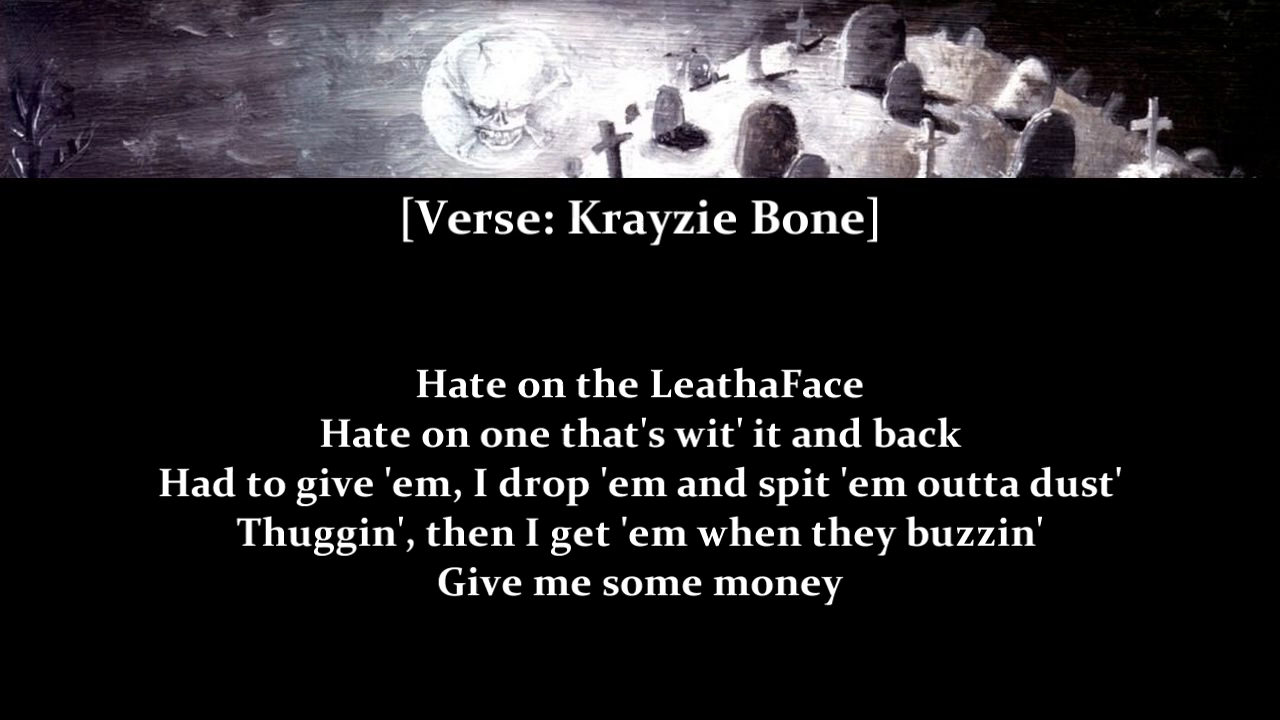 [Verse: Krayzie Bone]
Hate on the LeathaFace
Hate on one that's wit' it and back
Had to give 'em, I drop 'em and spit 'em outta dust'
Thuggin', then I get 'em when they buzzin'
Give me some money